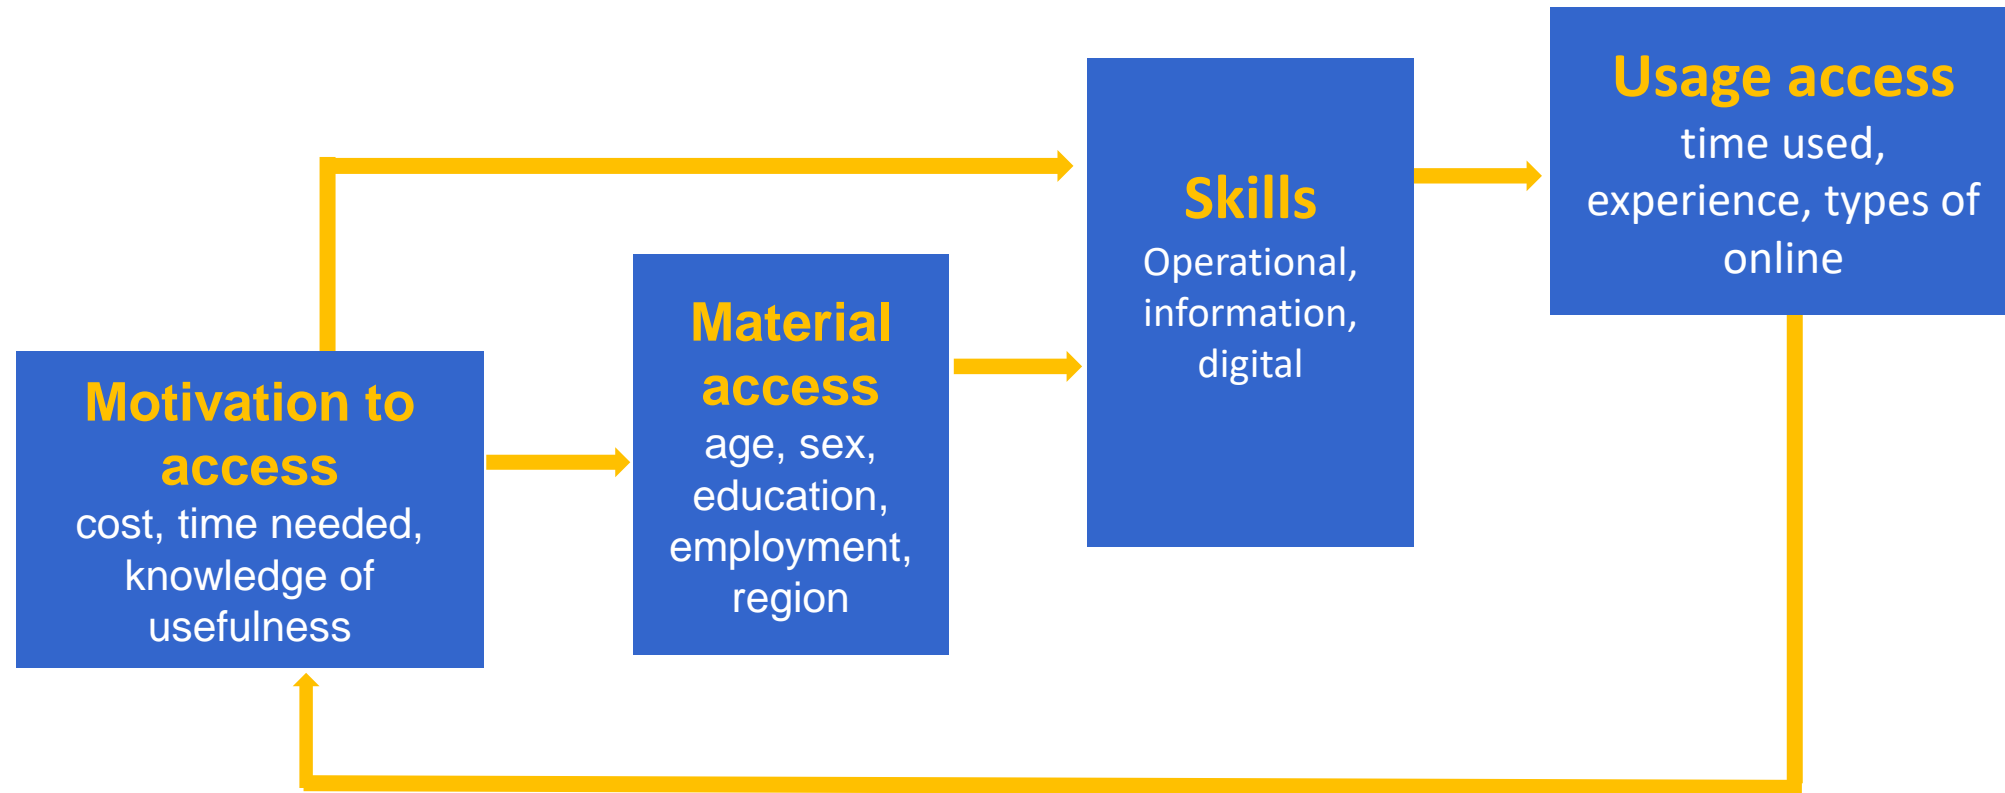 Motivation to
access
cost, time needed,
knowledge of
usefulness
Material
access
age, sex,
education,
employment,
region
Skills
Operational,
information,
digital
Usage access
time used,
experience, types of
online